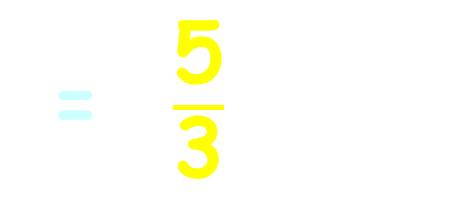 = 5/3